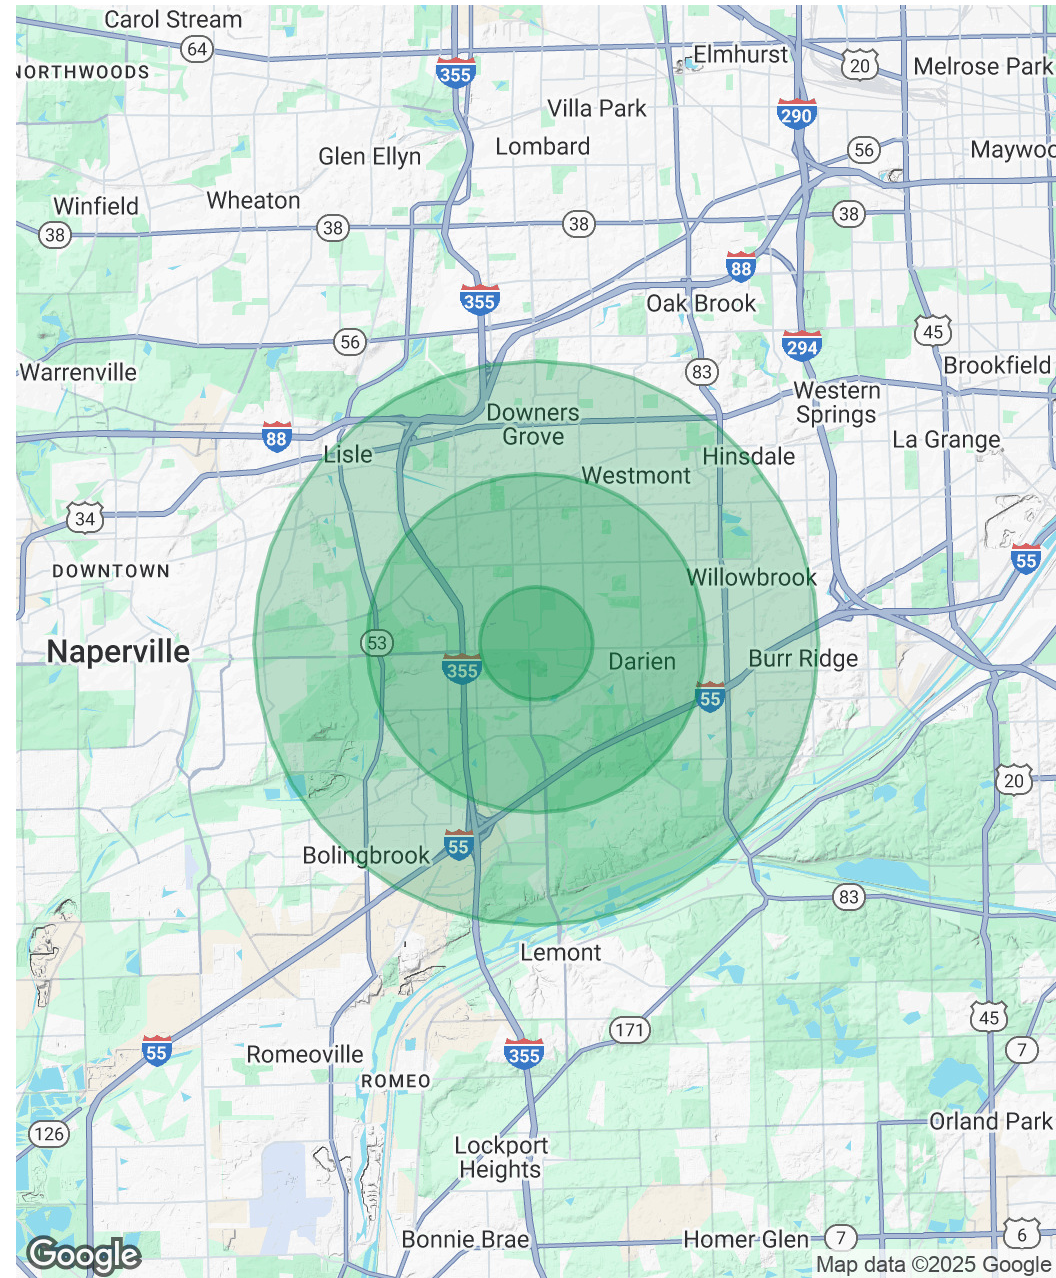 Carol Stream
64
Elmhurst
20
NORTHWOODS
355
Melrose Park
Villa Park
290
Lombard
56
Maywoo
Glen Ellyn
Winfield
Wheaton
38
38
38
38
88
355
Oak Brook
56
45
294
Warrenville
83
Brookfield
Western
Springs
Downers
Grove
88
La Grange
Lisle
Hinsdale
Westmont
34
55
DOWNTOWN
Willowbrook
Naperville
53
355
Darien
Burr Ridge
55
20
55
Bolingbrook
83
Lemont
45
171
7
55
Romeoville
355
ROMEO
126
Orland Park
Lockport
Heights
Bonnie Brae
Homer Glen
7
6
Google
Map data ©2025 Google